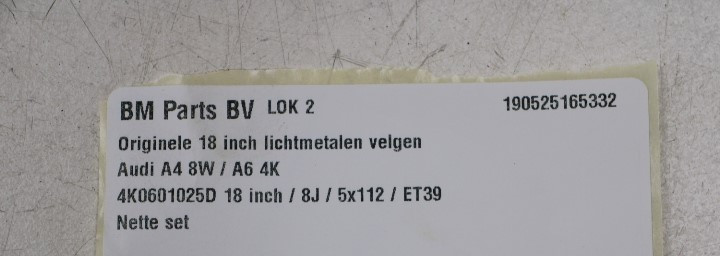 BM Parts BV LOK 2 190525165332
Originele 18 inch lichtmetalen velgen
Audi A4 8W / A6 4K
4K0601025D 18 inch / 8J / 5x112 / ET39
Nette set